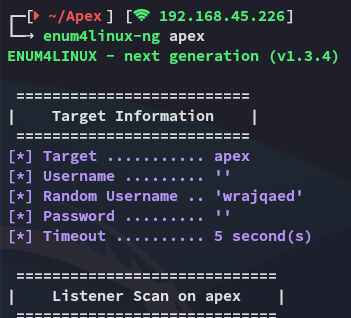 ┌─[ ~/Apex ] [ 192.168.45.226]
└─→ enum4linux-ng apex
ENUM4LINUX - next generation (v1.3.4)
==========================
|    Target Information    |
==========================
[*] Target ........... apex
[*] Username ......... ''
[*] Random Username .. 'wrajqaed'
[*] Password ......... ''
[*] Timeout .......... 5 second(s)
=============================
|    Listener Scan on apex    |
=============================